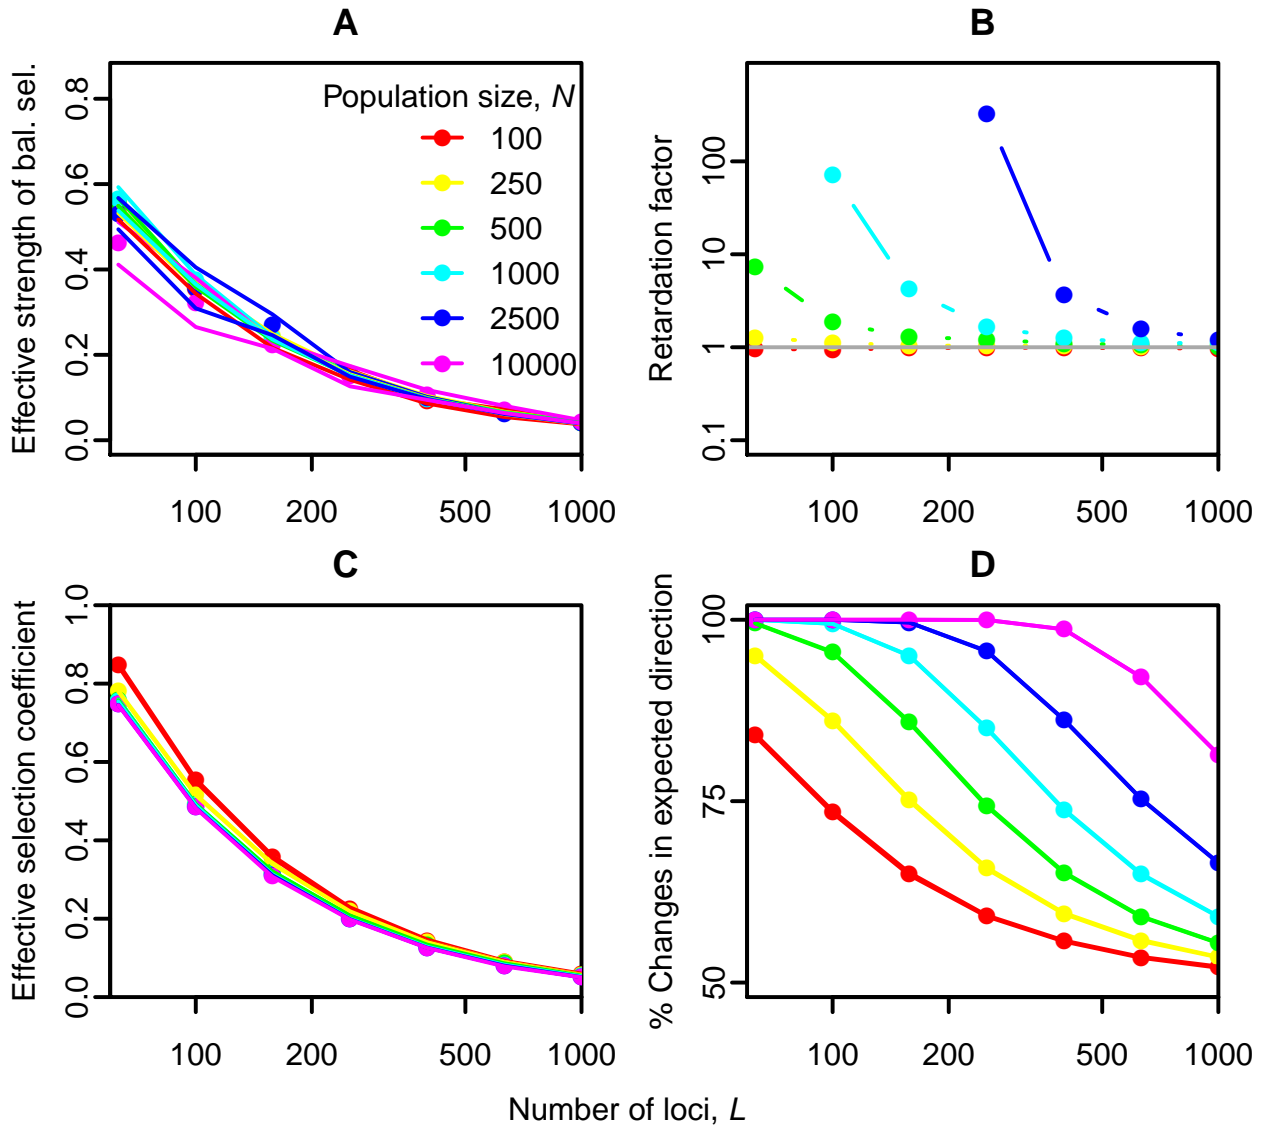 A
Effective strength of bal. sel.
0.0 0.2 0.4 0.6 0.8
Population size, N
100
250
500
1000
2500
10000
100 200 500 1000
B
Retardation factor
0.1 1 10 100
100 200 500 1000
C
Effective selection coefficient
0.0 0.2 0.4 0.6 0.8 1.0
100 200 500 1000
D
% Changes in expected direction
50 75 100
100 200 500 1000
Number of loci, L